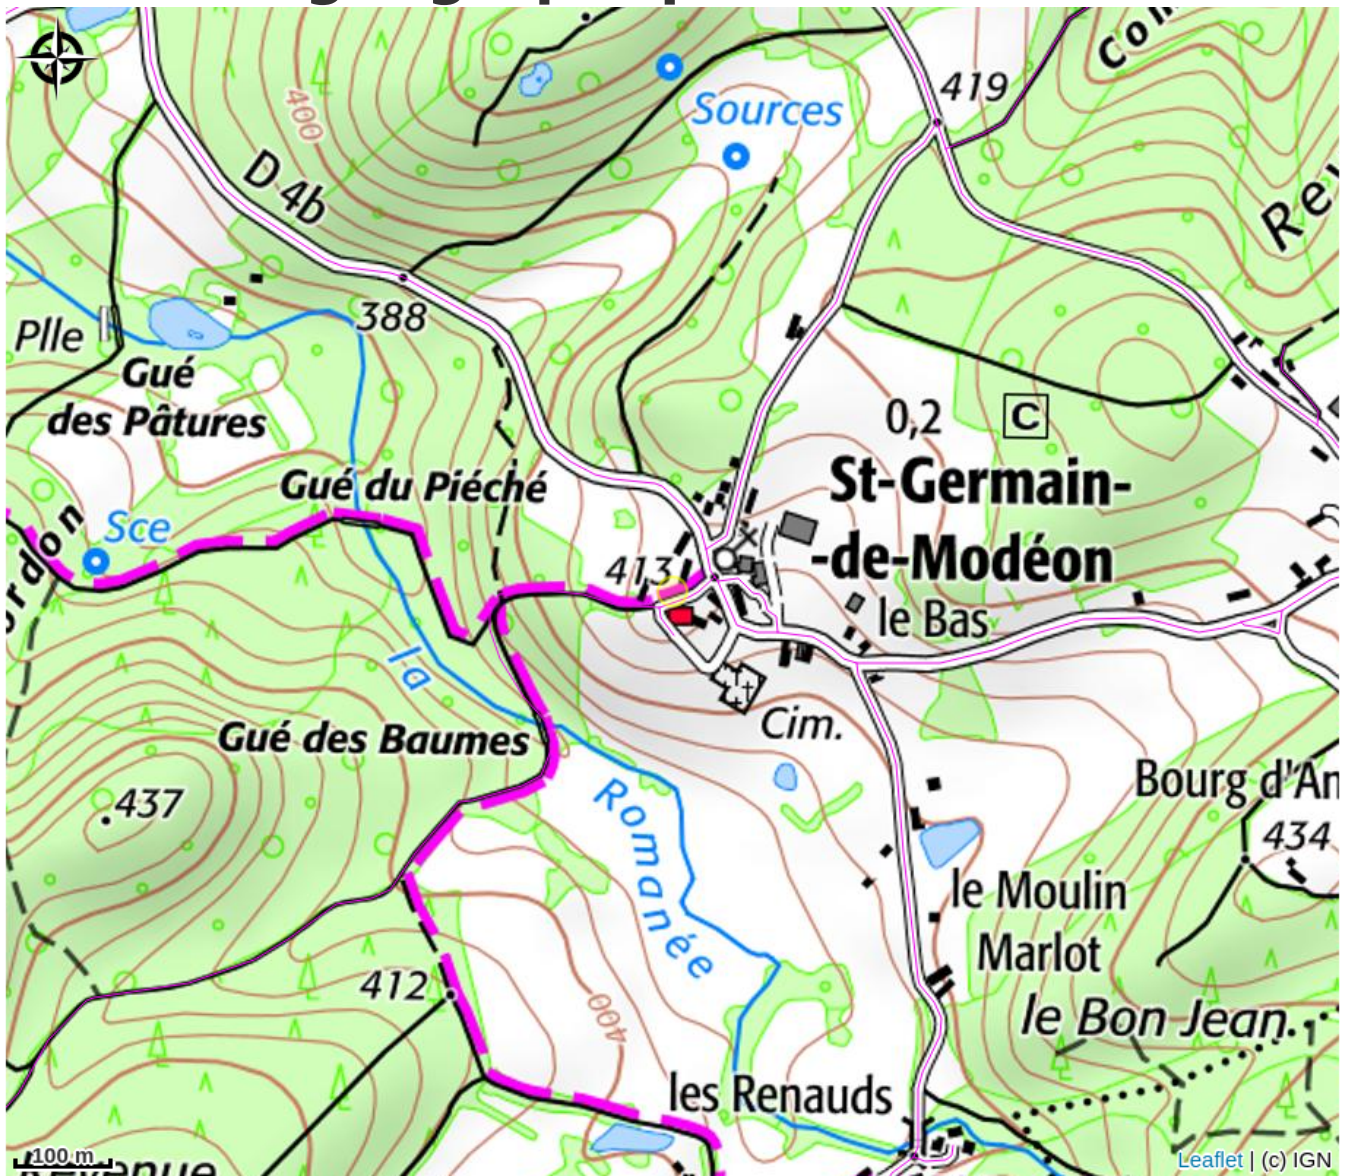 419
Sources
400
D 4b
388
Plle
Gué
des Pâtures
0,2
C
St-Germain-
-de-Modéon
Gué du Piéché
Sce
413
le Bas
la
Gué des Baumes
Cim.
437
Romanée
Bourg d'An
434
le Moulin
Marlot
412
400
le Bon Jean
les Renauds
100 m
Leaflet | (c) IGN